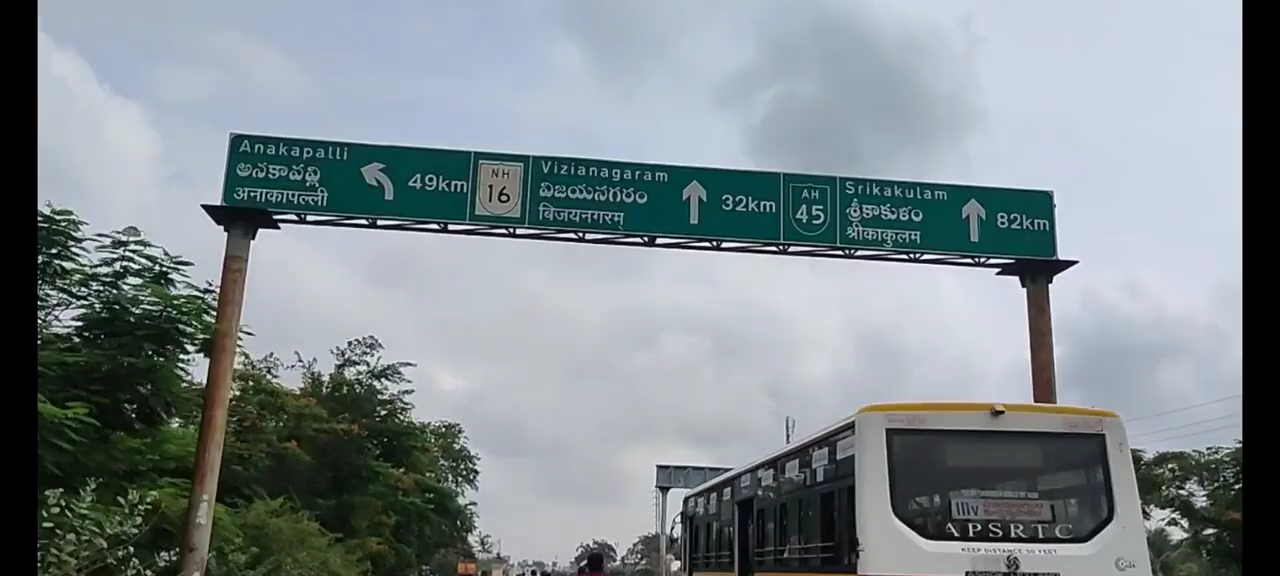 Anakapalli
అనకాపల్లి
अनाकापल्ली
49km
NH
16
Vizianagaram
విజయనగరం
बिजयनगरम्
32km
AH
45
Srikakulam
శ్రీకాకుళం
श्रीकाकुलम
82km
APSRTC
KEEP DISTANCE 50 FEET